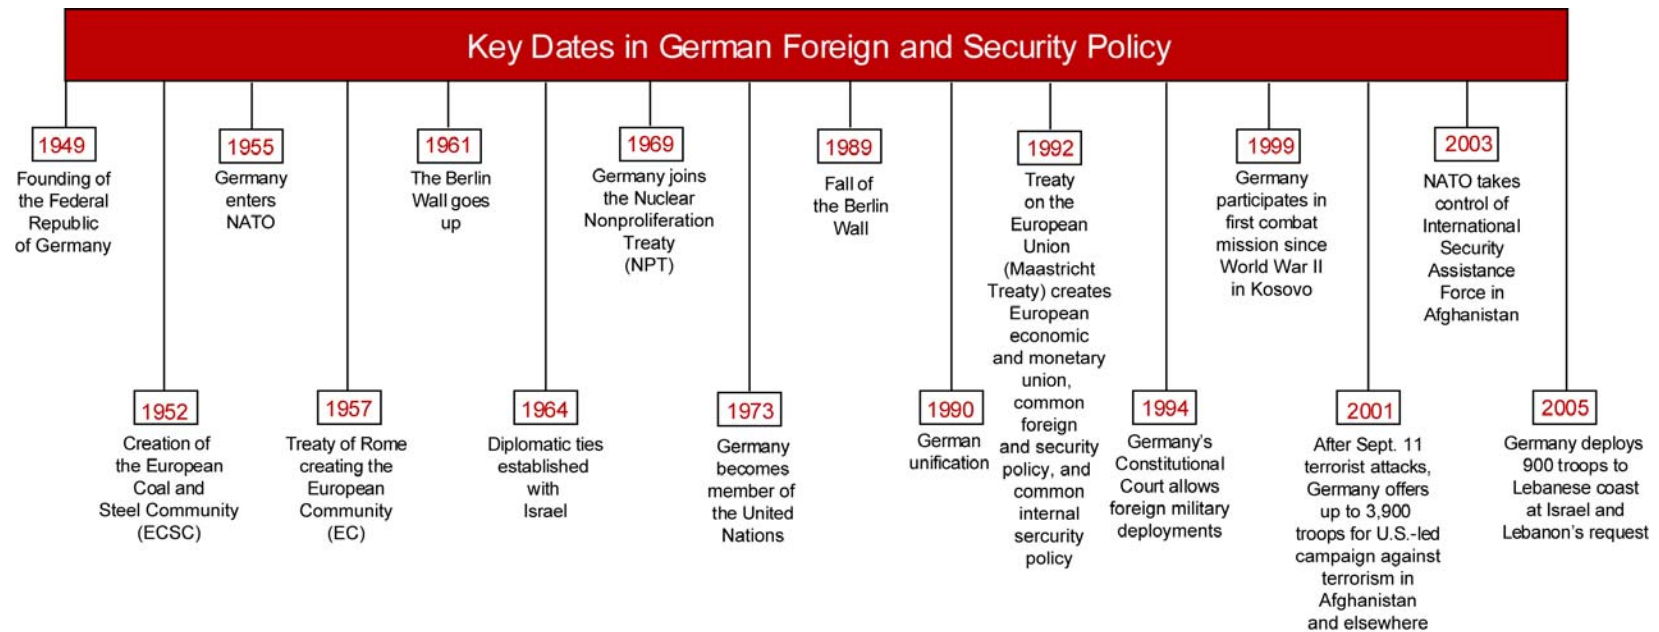 Key Dates in German Foreign and Security Policy
1949
Founding of
the Federal
Republic
of Germany
1952
Creation of
the European
Coal and
Steel Community
(ECSC)
1955
Germany
enters
NATO
1957
Treaty of Rome
creating the
European
Community
(EC)
1961
The Berlin
Wall goes
up
1964
Diplomatic ties
established
with
Israel
1969
Germany joins
the Nuclear
Nonproliferation
Treaty
(NPT)
1973
Germany
becomes
member of
the United
Nations
1989
Fall of
the Berlin
Wall
1990
German
unification
1992
Treaty
on the
European
Union
(Maastricht
Treaty) creates
European
economic
and monetary
union,
common
foreign
and security
policy, and
common
internal
sercurity
policy
1994
Germany's
Constitutional
Court allows
foreign military
deployments
1999
Germany
participates in
first combat
mission since
World War II
in Kosovo
2001
After Sept. 11
terrorist attacks,
Germany offers
up to 3,900
troops for U.S.-led
campaign against
terrorism in
Afghanistan
and elsewhere
2003
NATO takes
control of
International
Security
Assistance
Force in
Afghanistan
2005
Germany deploys
900 troops to
Lebanese coast
at Israel and
Lebanon's request